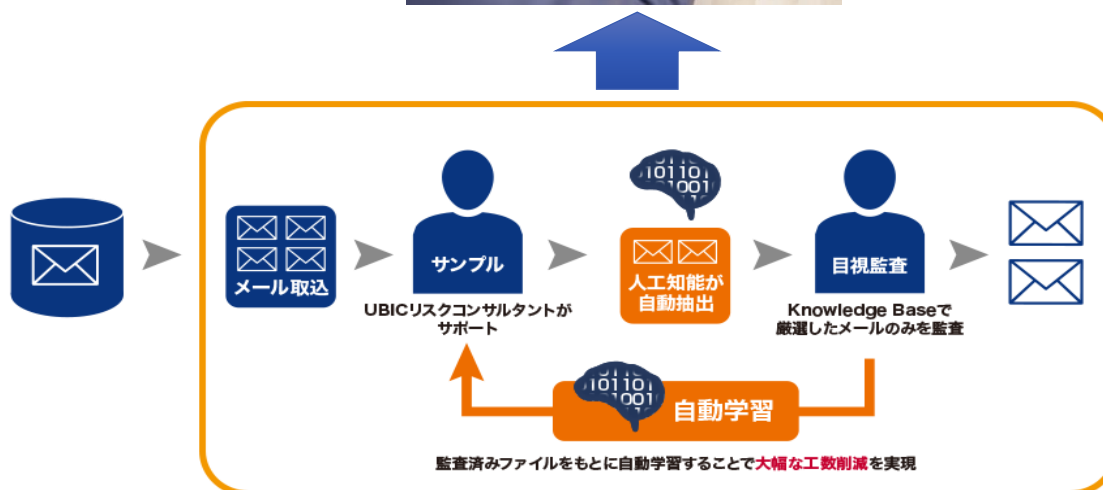 メール取込
サンプル
UBICリスクコンサルタントが
サポート
101101
1001
人工知能が
自動抽出
目視監査
Knowledge Baseで
厳選したメールのみを監査
101101
1001
自動学習
監査済みファイルをもとに自動学習することで大幅な工数削減を実現